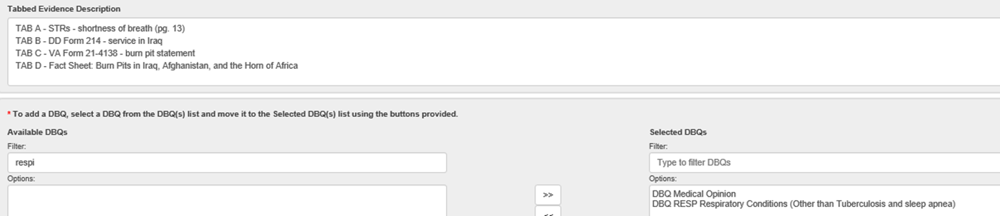 Tabbed Evidence Description
TAB A - STRs - shortness of breath (pg. 13)
TAB B - DD Form 214 - service in Iraq
TAB C - VA Form 21-4138 - burn pit statement
TAB D - Fact Sheet: Burn Pits in Iraq, Afghanistan, and the Horn of Africa
* To add a DBQ, select a DBQ from the DBQ(s) list and move it to the Selected DBQ(s) list using the buttons provided.
Available DBQs
Filter:
respi
Options:
>>
<<
Selected DBQs
Filter:
Type to filter DBQs
Options:
DBQ Medical Opinion
DBQ RESP Respiratory Conditions (Other than Tuberculosis and sleep apnea)